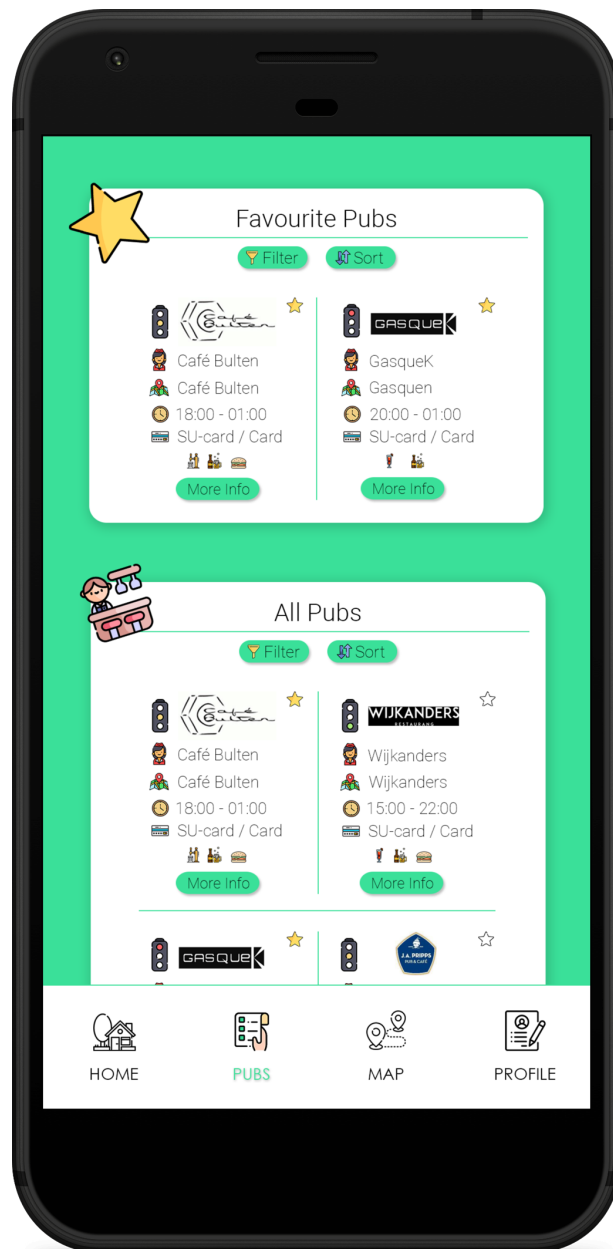 Favourite Pubs
Filter
Sort
Café Bulten
GASQUEK
Café Bulten
GasqueK
Café Bulten
Gasquen
18:00 - 01:00
20:00 - 01:00
SU-card / Card
SU-card / Card
More Info
More Info
All Pubs
Filter
Sort
Café Bulten
WIJKANDERS
RESTAURANG
Café Bulten
Wijkanders
Café Bulten
Wijkanders
18:00 - 01:00
15:00 - 22:00
SU-card / Card
SU-card / Card
More Info
More Info
GASQUEK
J.A. PRIPPS
PUB & CAFÉ
HOME
PUBS
MAP
PROFILE